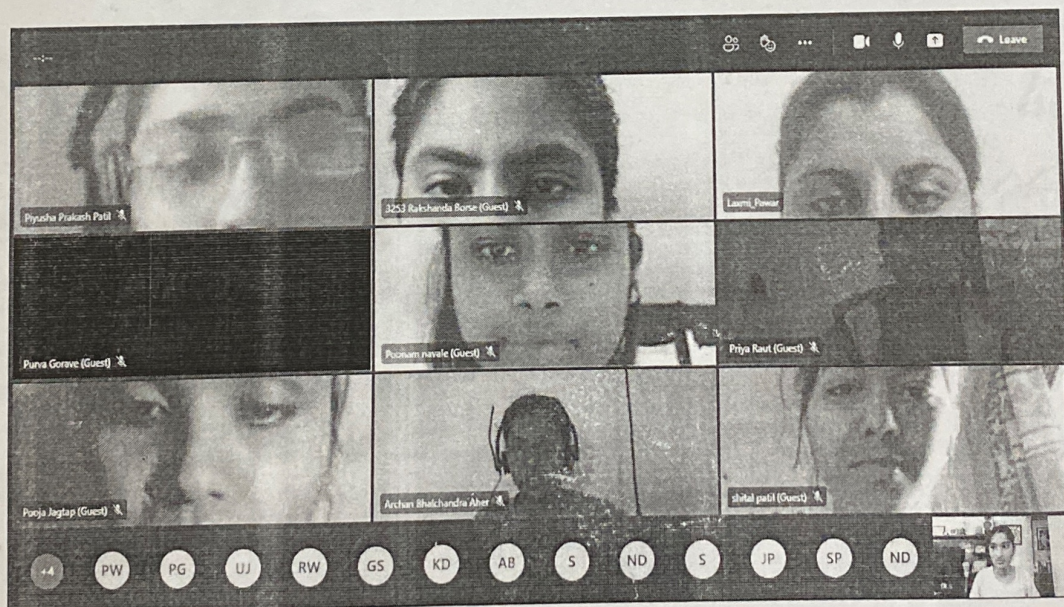 --:--
Leave
Piyusha Prakash Patil
3253 Rakshanda Borse (Guest)
Laxmi_Pawar
Purva Gorave (Guest)
Poonam navale (Guest)
Priya Raut (Guest)
Pooja Jagtap (Guest)
Archan Bhalchandra Aher
shital patil (Guest)
+4 PW PG UJ RW GS KD AB S ND S JP SP ND